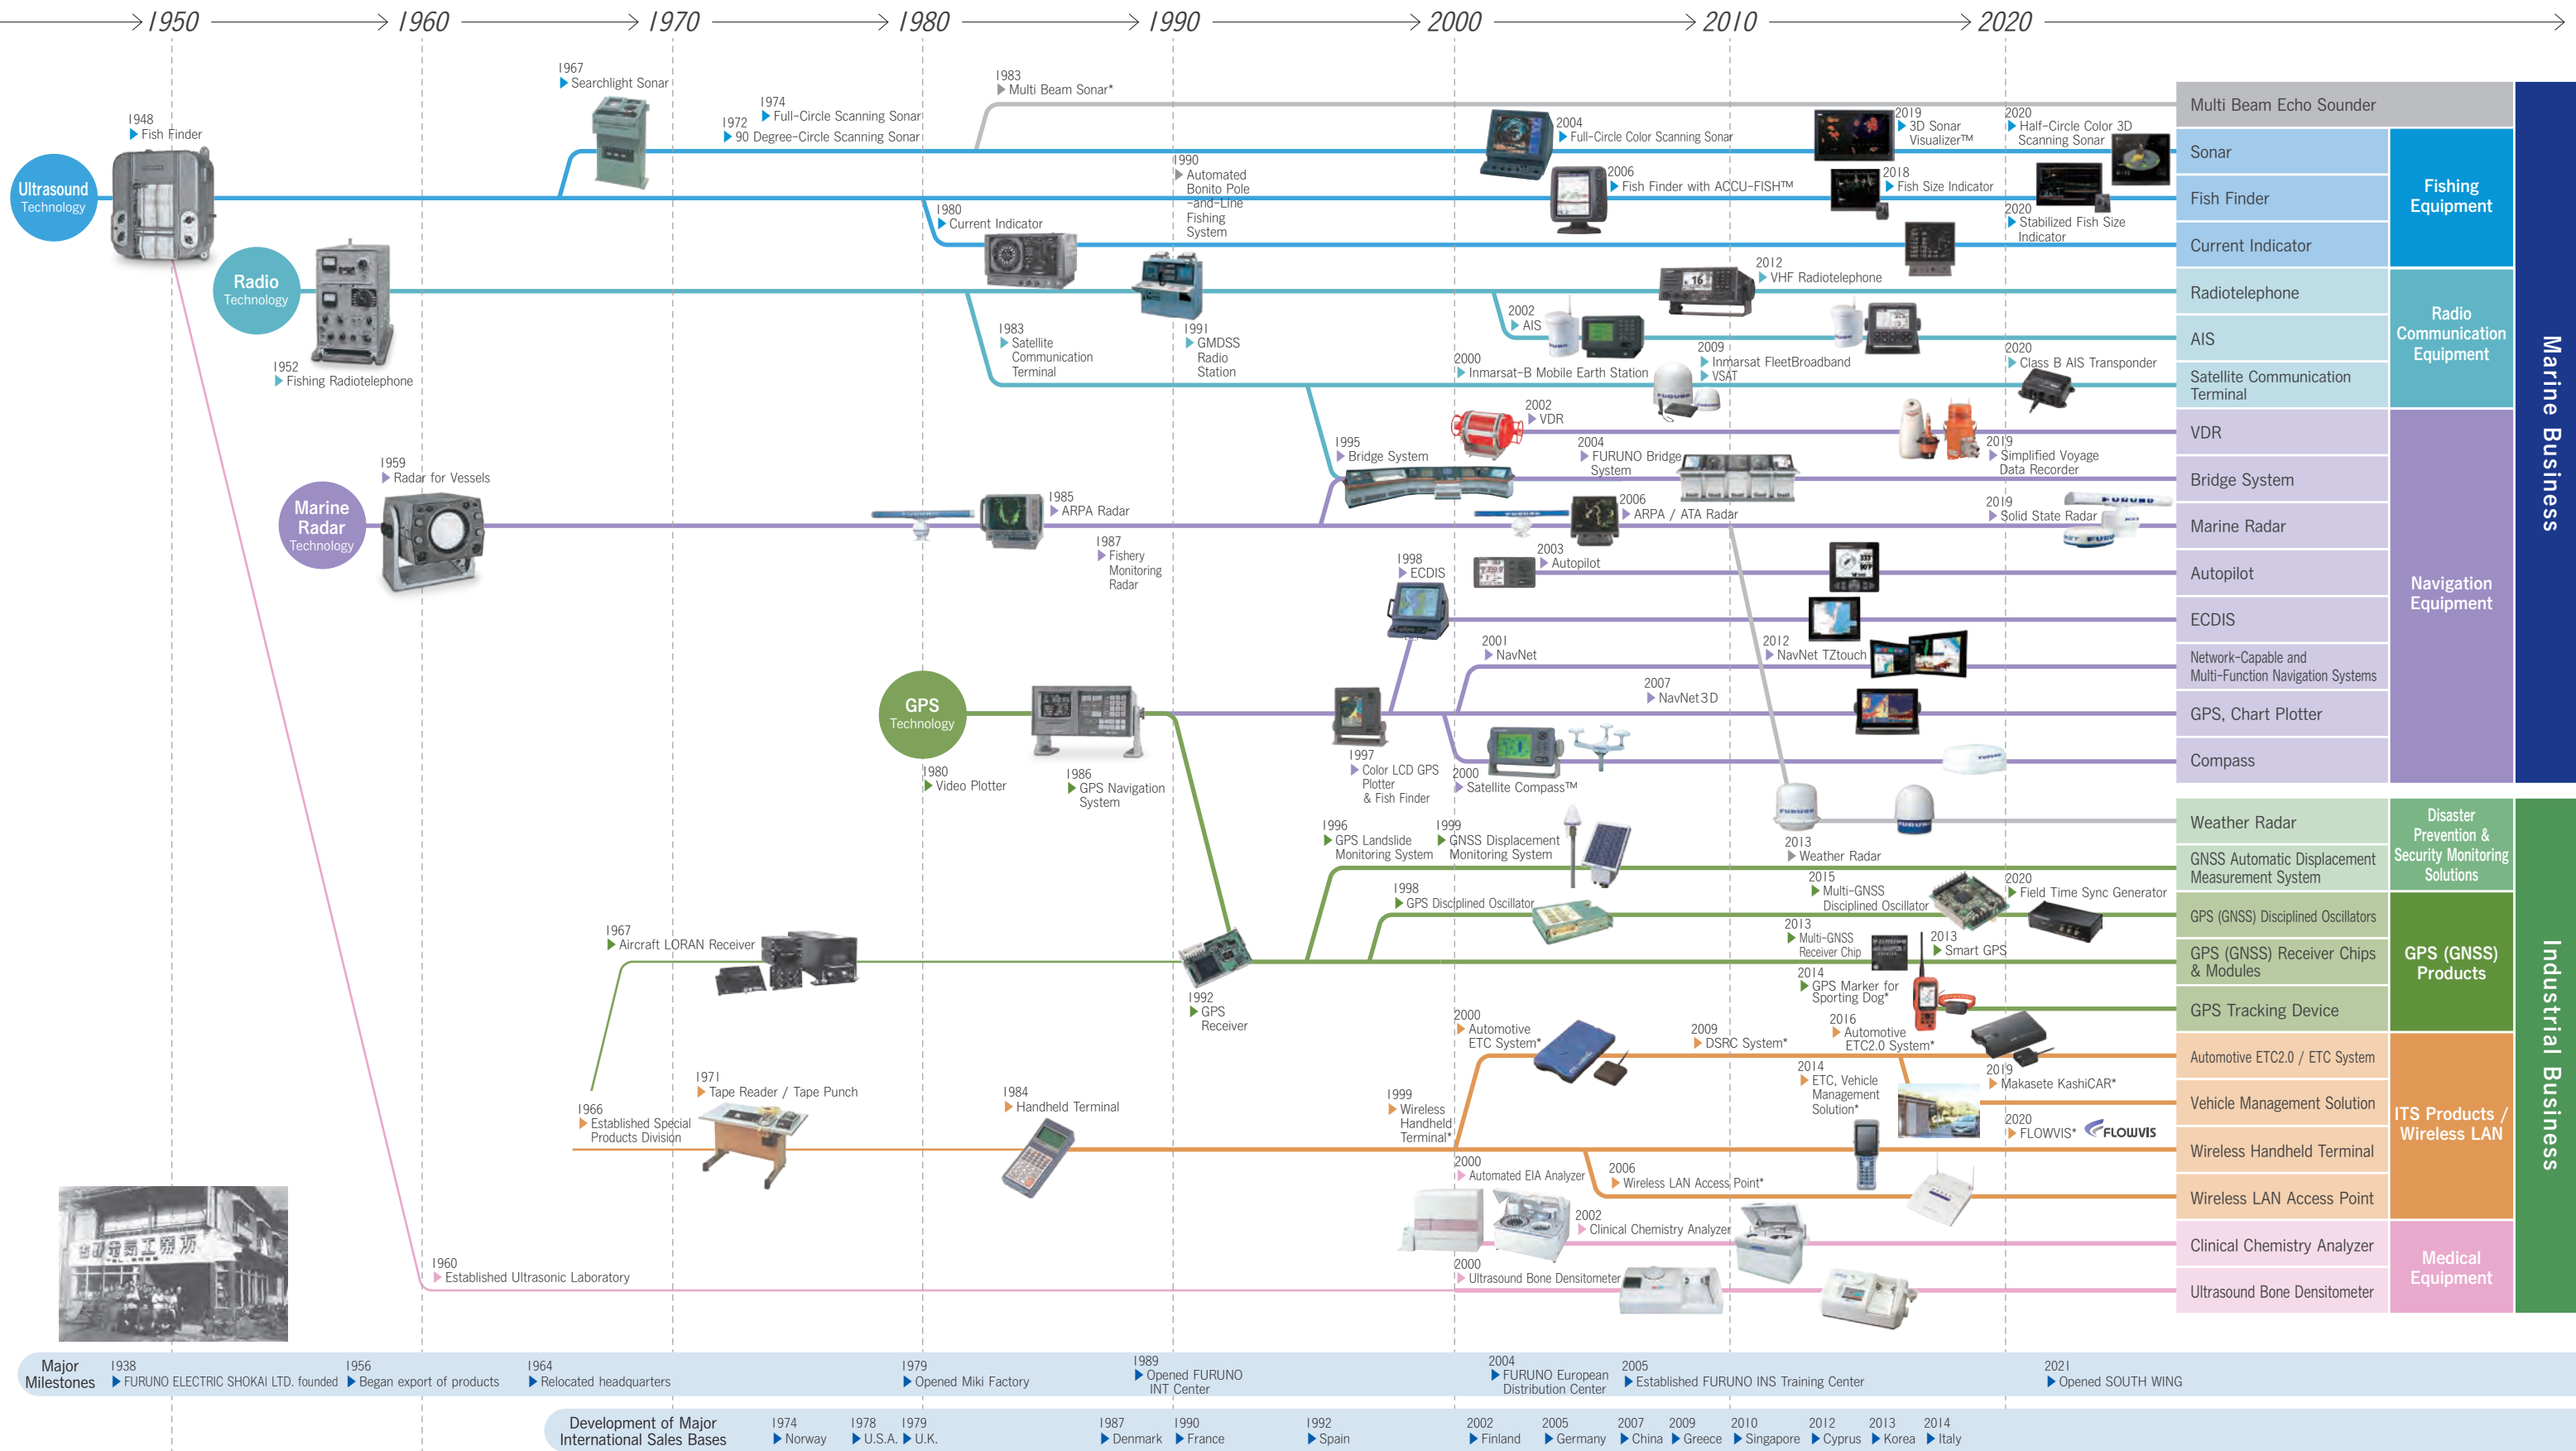 1950
1960
1970
1980
1990
2000
2010
2020
1948
Fish Finder
Ultrasound
Technology
1967
Searchlight Sonar
1974
Full-Circle Scanning Sonar
1972
90 Degree-Circle Scanning Sonar
1983
Multi Beam Sonar*
1990
Automated
Bonito Pole
-and-Line
Fishing
System
1980
Current Indicator
2004
Full-Circle Color Scanning Sonar
2019
3D Sonar
Visualizer™
2020
Half-Circle Color 3D
Scanning Sonar
2006
Fish Finder with ACCU-FISH™
2018
Fish Size Indicator
2020
Stabilized Fish Size
Indicator
Radio
Technology
1952
Fishing Radiotelephone
1983
Satellite
Communication
Terminal
1991
GMDSS
Radio
Station
2012
VHF Radiotelephone
16
2002
AIS
2000
Inmarsat-B Mobile Earth Station
2009
Inmarsat FleetBroadband
VSAT
FURUNO
2020
Class B AIS Transponder
1959
Radar for Vessels
Marine
Radar
Technology
1985
ARPA Radar
1987
Fishery
Monitoring
Radar
1995
Bridge System
2002
VDR
2004
FURUNO Bridge
System
2019
Simplified Voyage
Data Recorder
2006
ARPA / ATA Radar
2019
Solid State Radar
FURUNO
1998
ECDIS
2003
Autopilot
2001
NavNet
2012
NavNet TZtouch
2007
NavNet3D
GPS
Technology
1980
Video Plotter
1986
GPS Navigation
System
1997
Color LCD GPS
Plotter
& Fish Finder
2000
Satellite Compass™
1996
GPS Landslide
Monitoring System
1999
GNSS Displacement
Monitoring System
FURUNO
FURUNO
2013
Weather Radar
1998
GPS Disciplined Oscillator
2015
Multi-GNSS
Disciplined Oscillator
2020
Field Time Sync Generator
1967
Aircraft LORAN Receiver
1992
GPS
Receiver
2013
Multi-GNSS
Receiver Chip
2013
Smart GPS
2014
GPS Marker for
Sporting Dog*
1966
Established Special
Products Division
1971
Tape Reader / Tape Punch
1984
Handheld Terminal
1999
Wireless
Handheld
Terminal*
2000
Automotive
ETC System*
2009
DSRC System*
2016
Automotive
ETC2.0 System*
2014
ETC, Vehicle
Management
Solution*
2019
Makasete KashiCAR*
2020
FLOWVIS*
FLOWVIS
2006
Wireless LAN Access Point*
2000
Automated EIA Analyzer
2002
Clinical Chemistry Analyzer
1960
Established Ultrasonic Laboratory
2000
Ultrasound Bone Densitometer
Multi Beam Echo Sounder
Sonar
Fish Finder
Current Indicator
Fishing
Equipment
Radiotelephone
AIS
Satellite Communication
Terminal
Radio
Communication
Equipment
VDR
Bridge System
Marine Radar
Autopilot
ECDIS
Network-Capable and
Multi-Function Navigation Systems
GPS, Chart Plotter
Compass
Navigation
Equipment
Marine Business
Weather Radar
GNSS Automatic Displacement
Measurement System
Disaster
Prevention &
Security Monitoring
Solutions
GPS (GNSS) Disciplined Oscillators
GPS (GNSS) Receiver Chips
& Modules
GPS Tracking Device
GPS (GNSS)
Products
Automotive ETC2.0 / ETC System
Vehicle Management Solution
Wireless Handheld Terminal
Wireless LAN Access Point
ITS Products /
Wireless LAN
Clinical Chemistry Analyzer
Ultrasound Bone Densitometer
Medical
Equipment
Industrial Business
Major
Milestones
1938
FURUNO ELECTRIC SHOKAI LTD. founded
1956
Began export of products
1964
Relocated headquarters
1979
Opened Miki Factory
1989
Opened FURUNO
INT Center
2004
FURUNO European
Distribution Center
2005
Established FURUNO INS Training Center
2021
Opened SOUTH WING
Development of Major
International Sales Bases
1974
Norway
1978
U.S.A.
1979
U.K.
1987
Denmark
1990
France
1992
Spain
2002
Finland
2005
Germany
2007
China
2009
Greece
2010
Singapore
2012
Cyprus
2013
Korea
2014
Italy